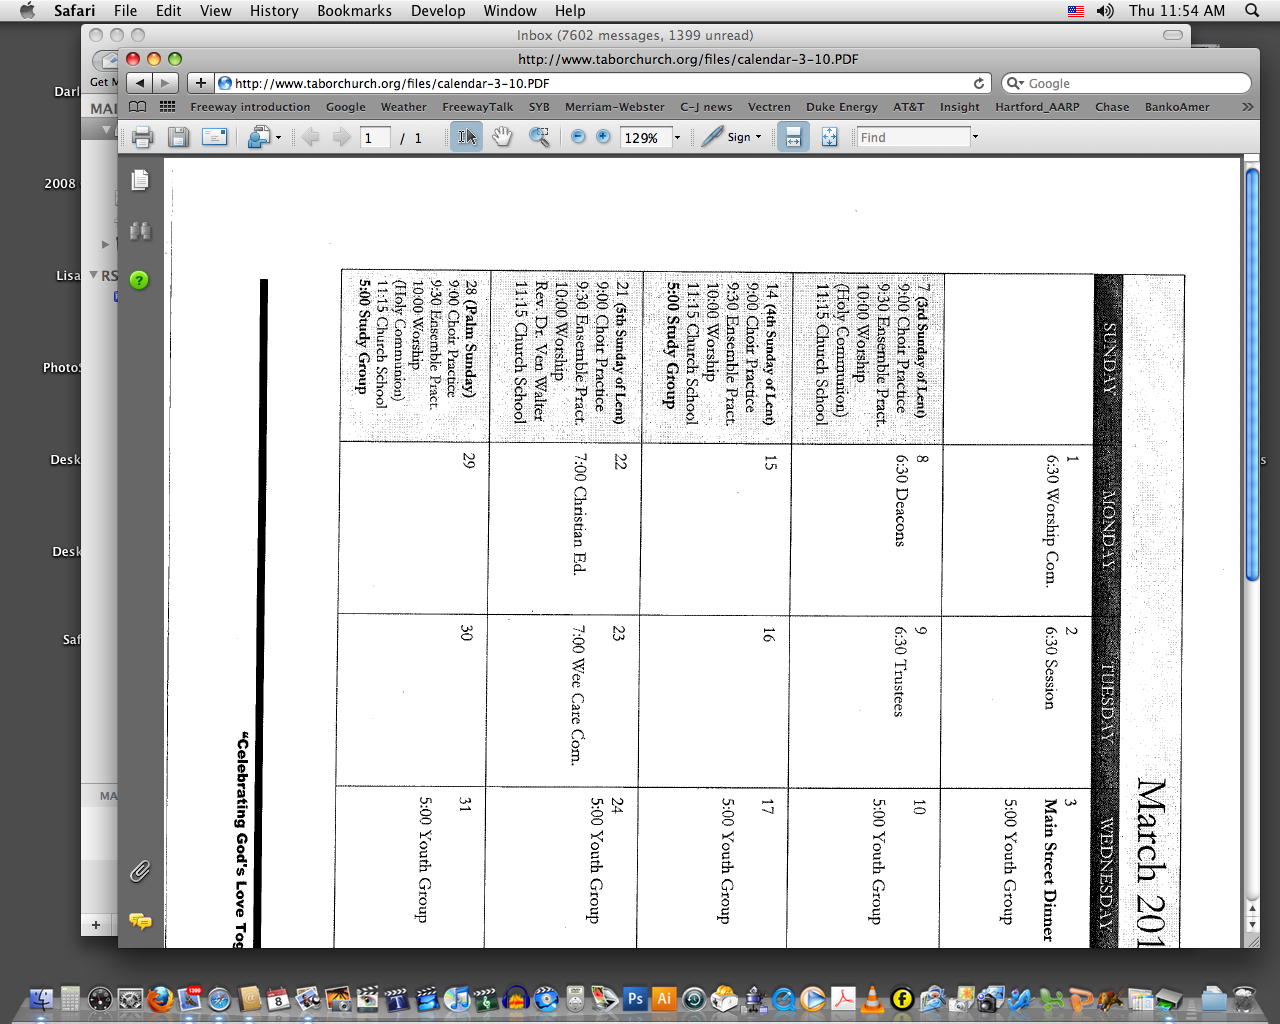 Safari File Edit View History Bookmarks Develop Window Help
Thu 11:54 AM
Inbox (7602 messages, 1399 unread)
http://www.taborchurch.org/files/calendar-3-10.PDF
http://www.taborchurch.org/files/calendar-3-10.PDF
Google
Freeway introduction Google Weather FreewayTalk SYB Merriam-Webster C-J news Vectren Duke Energy AT&T Insight Hartford_AARP Chase BankoAmer
1 / 1
129%
Sign
Find
Darl
Get M
MAI
2008
Lisa
RS
PhotoS
Desk
Desk
Saf
MA
March 201
SUNDAY MONDAY TUESDAY WEDNESDAY
1
6:30 Worship Com.
2
6:30 Session
3
Main Street Dinner
5:00 Youth Group
7 (3rd Sunday of Lent)
9:00 Choir Practice
9:30 Ensemble Pract.
10:00 Worship
(Holy Communion)
11:15 Church School
8
6:30 Deacons
9
6:30 Trustees
10
5:00 Youth Group
14 (4th Sunday of Lent)
9:00 Choir Practice
9:30 Ensemble Pract.
10:00 Worship
11:15 Church School
5:00 Study Group
15
16
17
5:00 Youth Group
21 (5th Sunday of Lent)
9:00 Choir Practice
9:30 Ensemble Pract.
10:00 Worship
Rev. Dr. Ven Walter
11:15 Church School
22
7:00 Christian Ed.
23
7:00 Wee Care Com.
24
5:00 Youth Group
28 (Palm Sunday)
9:00 Choir Practice
9:30 Ensemble Pract.
10:00 Worship
(Holy Communion)
11:15 Church School
5:00 Study Group
29
30
31
5:00 Youth Group
“Celebrating God's Love Tog